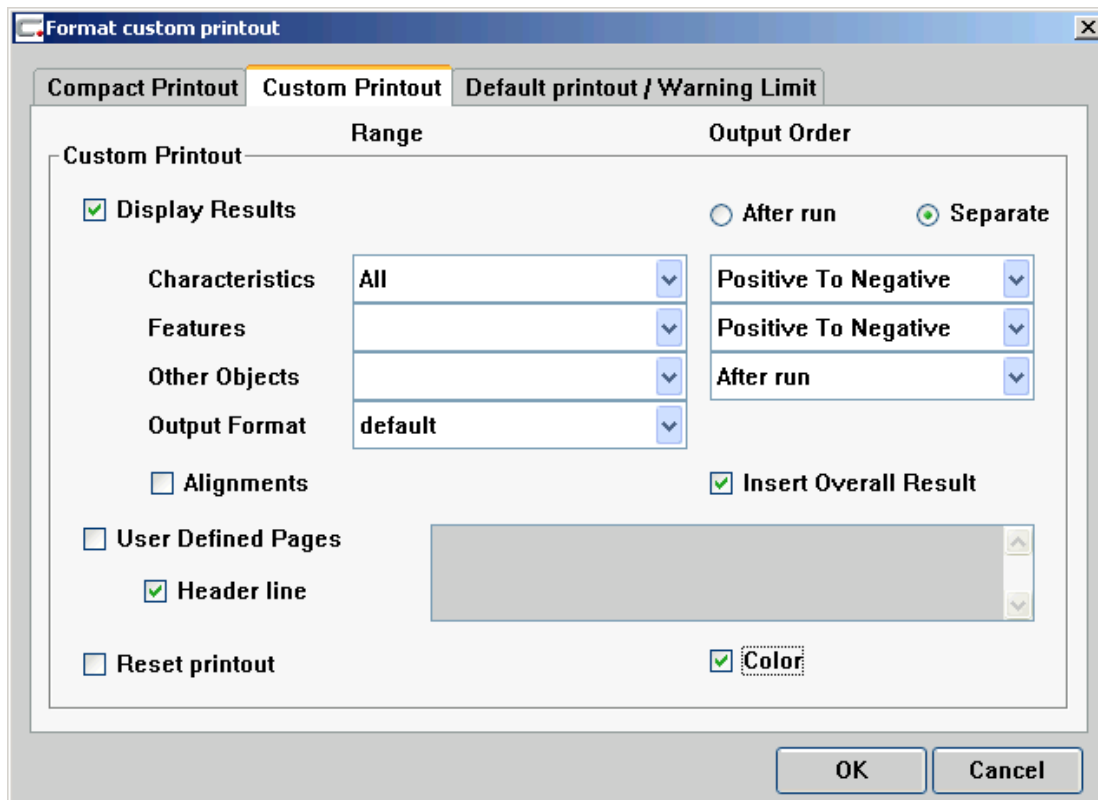 Format custom printout
Compact Printout Custom Printout Default printout / Warning Limit
Range Output Order
Custom Printout
Display Results After run Separate
Characteristics All Positive To Negative
Features Positive To Negative
Other Objects After run
Output Format default
Alignments Insert Overall Result
User Defined Pages
Header line
Reset printout Color
OK Cancel